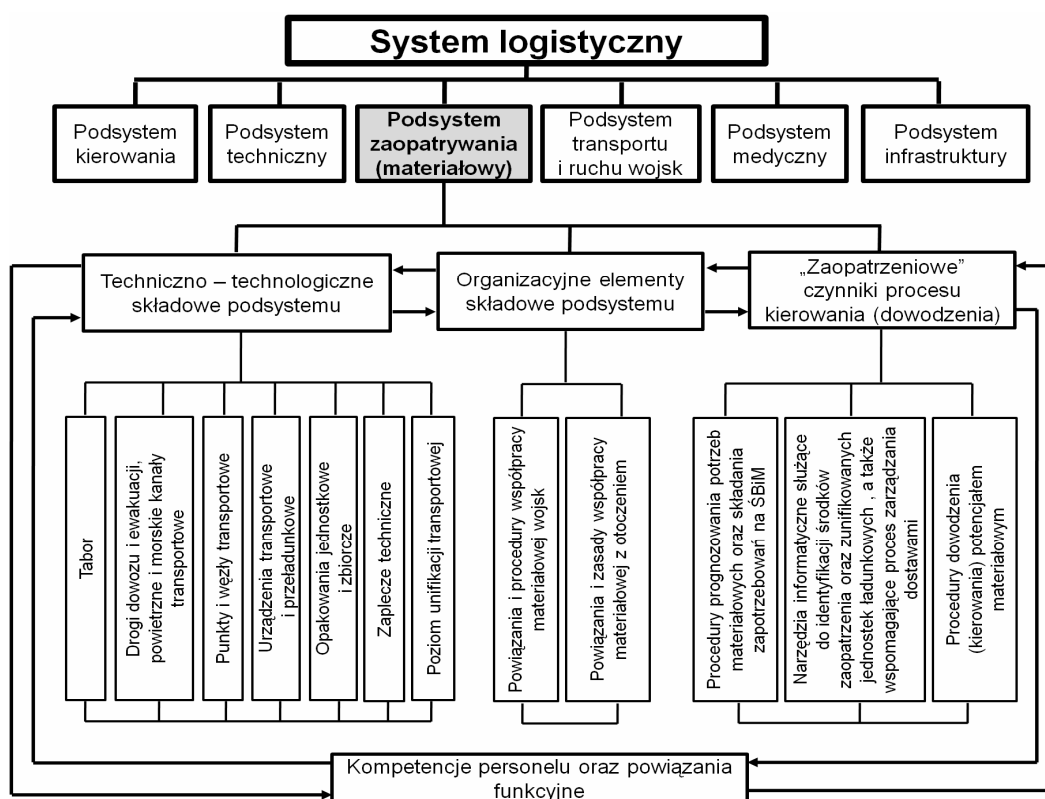 System logistyczny
Podsystem
kierowania
Podsystem
techniczny
Podsystem
zaopatrywania
(materiałowy)
Podsystem
transportu
i ruchu wojsk
Podsystem
medyczny
Podsystem
infrastruktury
Techniczno – technologiczne
składowe podsystemu
Organizacyjne elementy
składowe podsystemu
„Zaopatrzeniowe”
czynniki procesu
kierowania (dowodzenia)
Tabor
Drogi dowozu i ewakuacji,
powietrzne i morskie kanały
transportowe
Punkty i węzły transportowe
Urządzenia transportowe
i przeładunkowe
Opakowania jednostkowe
i zbiorcze
Zaplecze techniczne
Poziom unifikacji transportowej
Powiązania i procedury współpracy
materiałowej wojsk
Powiązania i zasady współpracy
materiałowej z otoczeniem
Procedury prognozowania potrzeb
materiałowych oraz składania
zapotrzebowań na ŚBiM
Narzędzia informatyczne służące
do identyfikacji środków
zaopatrzenia oraz zunifikowanych
jednostek ładunkowych , a także
wspomagające proces zarządzania
dostawami
Procedury dowodzenia
(kierowania) potencjałem
materiałowym
Kompetencje personelu oraz powiązania
funkcyjne